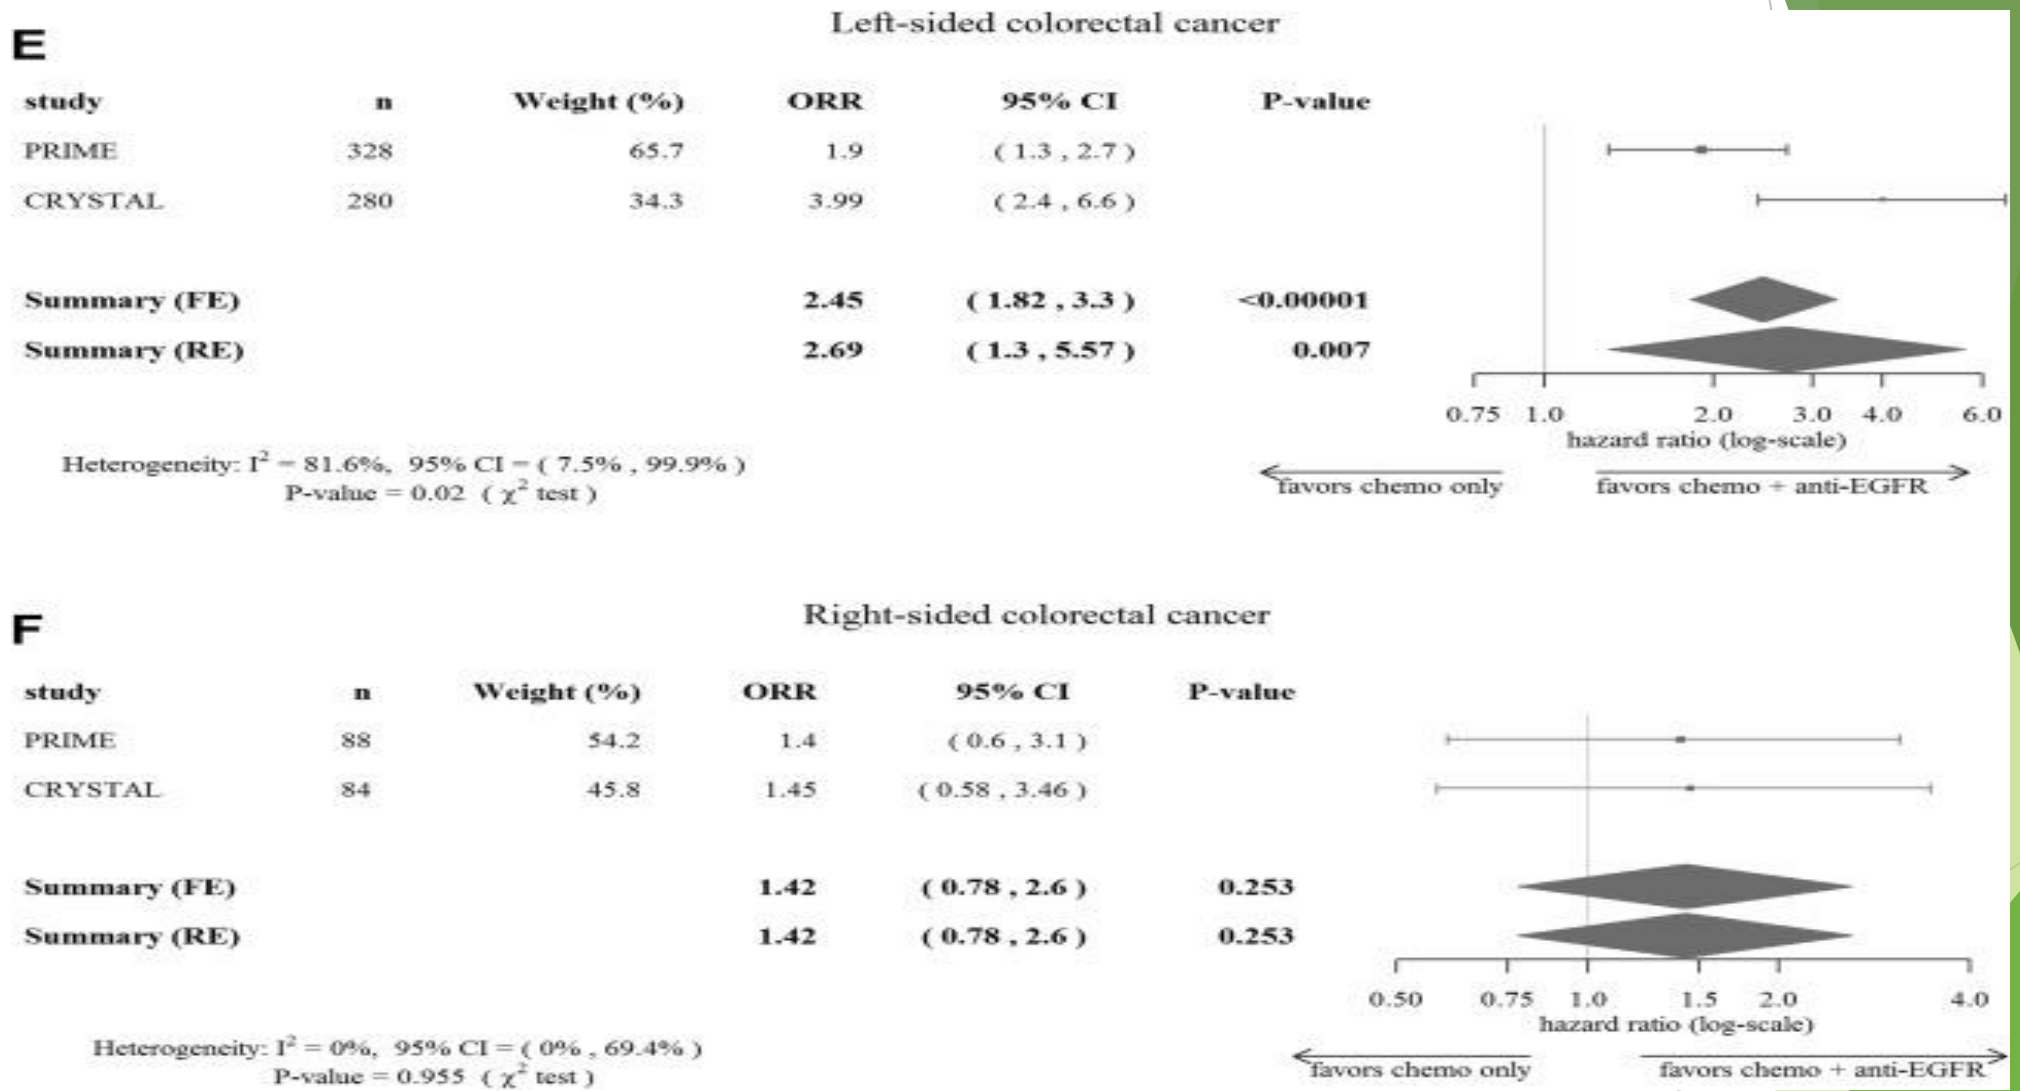 Left-sided colorectal cancer
E
study n Weight (%) ORR 95% CI P-value
PRIME 328 65.7 1.9 ( 1.3 , 2.7 )
CRYSTAL 280 34.3 3.99 ( 2.4 , 6.6 )
Summary (FE) 2.45 ( 1.82 , 3.3 ) <0.00001
Summary (RE) 2.69 ( 1.3 , 5.57 ) 0.007
0.75 1.0 2.0 3.0 4.0 6.0
hazard ratio (log-scale)
Heterogeneity: I² = 81.6%, 95% CI = ( 7.5% , 99.9% )
P-value = 0.02 ( χ² test )
favors chemo only favors chemo + anti-EGFR
Right-sided colorectal cancer
F
study n Weight (%) ORR 95% CI P-value
PRIME 88 54.2 1.4 ( 0.6 , 3.1 )
CRYSTAL 84 45.8 1.45 ( 0.58 , 3.46 )
Summary (FE) 1.42 ( 0.78 , 2.6 ) 0.253
Summary (RE) 1.42 ( 0.78 , 2.6 ) 0.253
0.50 0.75 1.0 1.5 2.0 4.0
hazard ratio (log-scale)
Heterogeneity: I² = 0%, 95% CI = ( 0% , 69.4% )
P-value = 0.955 ( χ² test )
favors chemo only favors chemo + anti-EGFR